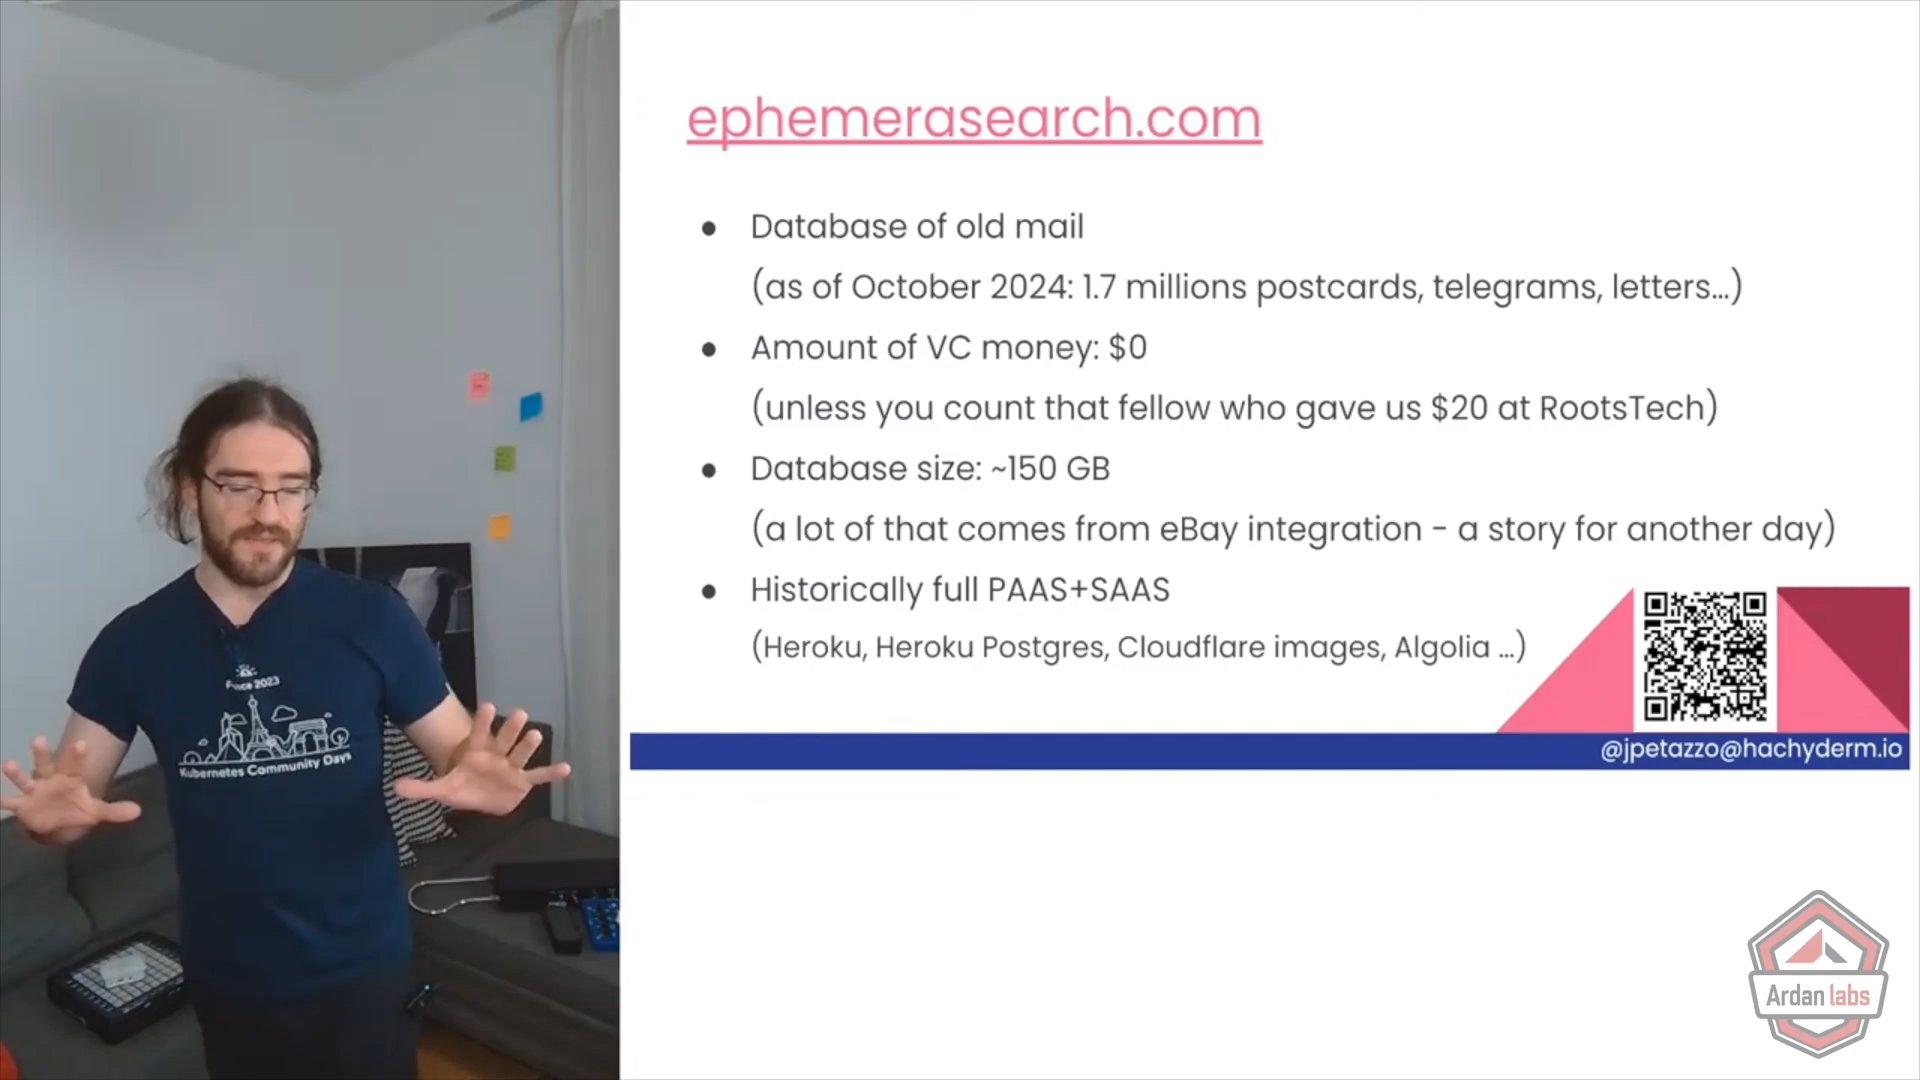 ephemerasearch.com
● Database of old mail
(as of October 2024: 1.7 millions postcards, telegrams, letters...)
● Amount of VC money: $0
(unless you count that fellow who gave us $20 at RootsTech)
● Database size: ~150 GB
(a lot of that comes from eBay integration - a story for another day)
● Historically full PAAS+SAAS
(Heroku, Heroku Postgres, Cloudflare images, Algolia ...)
@jpetazzo@hachyderm.io
2023
Kubernetes Community Days
Ardan labs